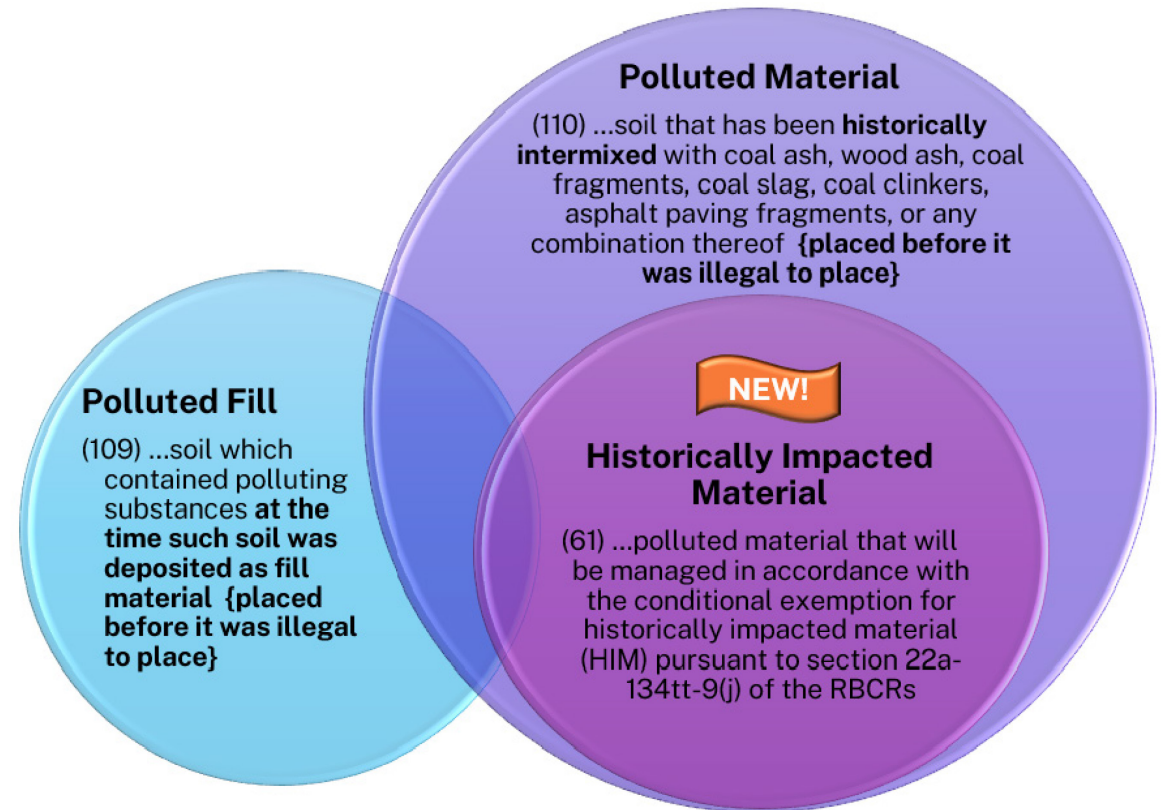 Polluted Material
(110) ...soil that has been historically
intermixed with coal ash, wood ash, coal
fragments, coal slag, coal clinkers,
asphalt paving fragments, or any
combination thereof {placed before it
was illegal to place}
Polluted Fill
(109) ...soil which
contained polluting
substances at the
time such soil was
deposited as fill
material {placed
before it was illegal
to place}
NEW!
Historically Impacted
Material
(61) ...polluted material that will
be managed in accordance with
the conditional exemption for
historically impacted material
(HIM) pursuant to section 22a-
134tt-9(j) of the RBCRs